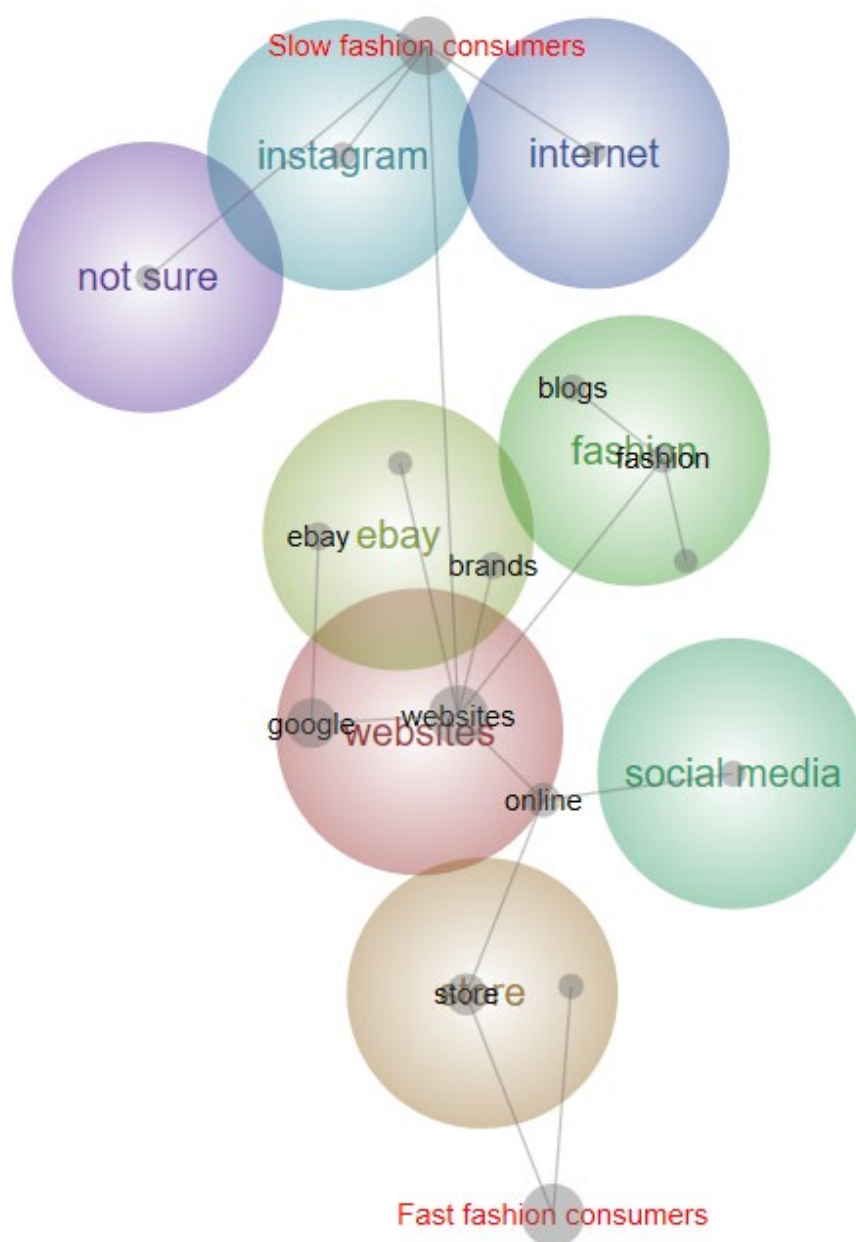 Slow fashion consumers
instagram
internet
not sure
blogs
fashion
fashion
ebay
ebay
brands
google
websites
websites
social media
online
store
store
Fast fashion consumers